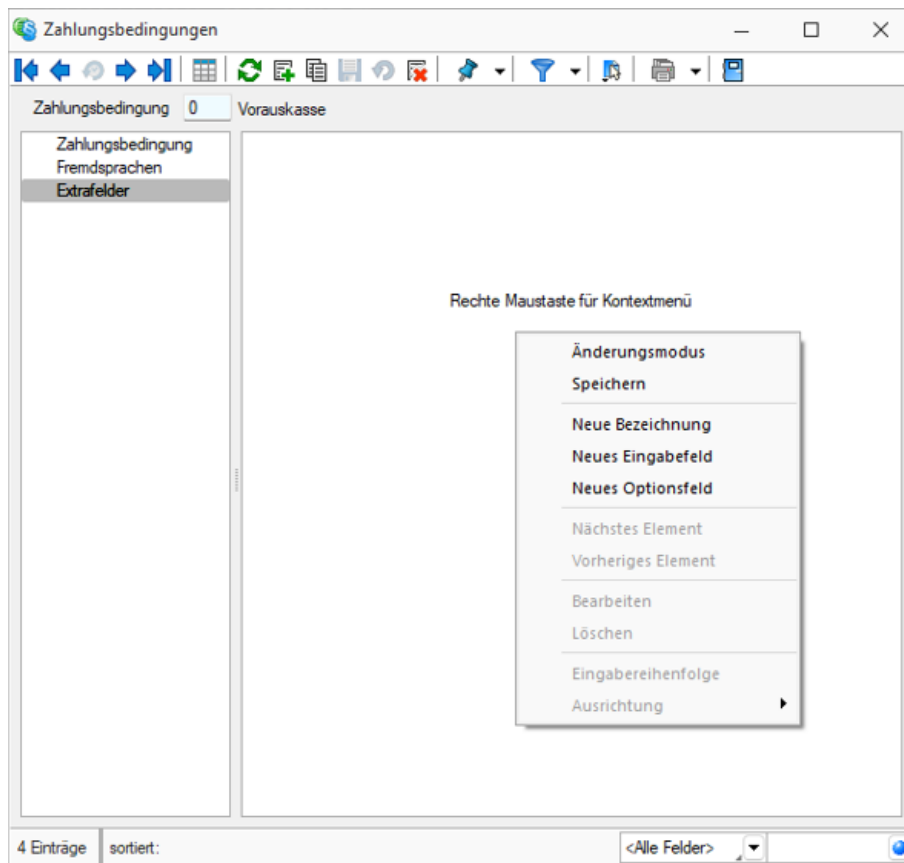 Zahlungsbedingungen
Zahlungsbedingung 0 Vorauskasse
Zahlungsbedingung
Fremdsprachen
Extrafelder
Rechte Maustaste für Kontextmenü
Änderungsmodus
Speichern
Neue Bezeichnung
Neues Eingabefeld
Neues Optionsfeld
Nächstes Element
Vorheriges Element
Bearbeiten
Löschen
Eingabereihenfolge
Ausrichtung
4 Einträge sortiert: <Alle Felder>